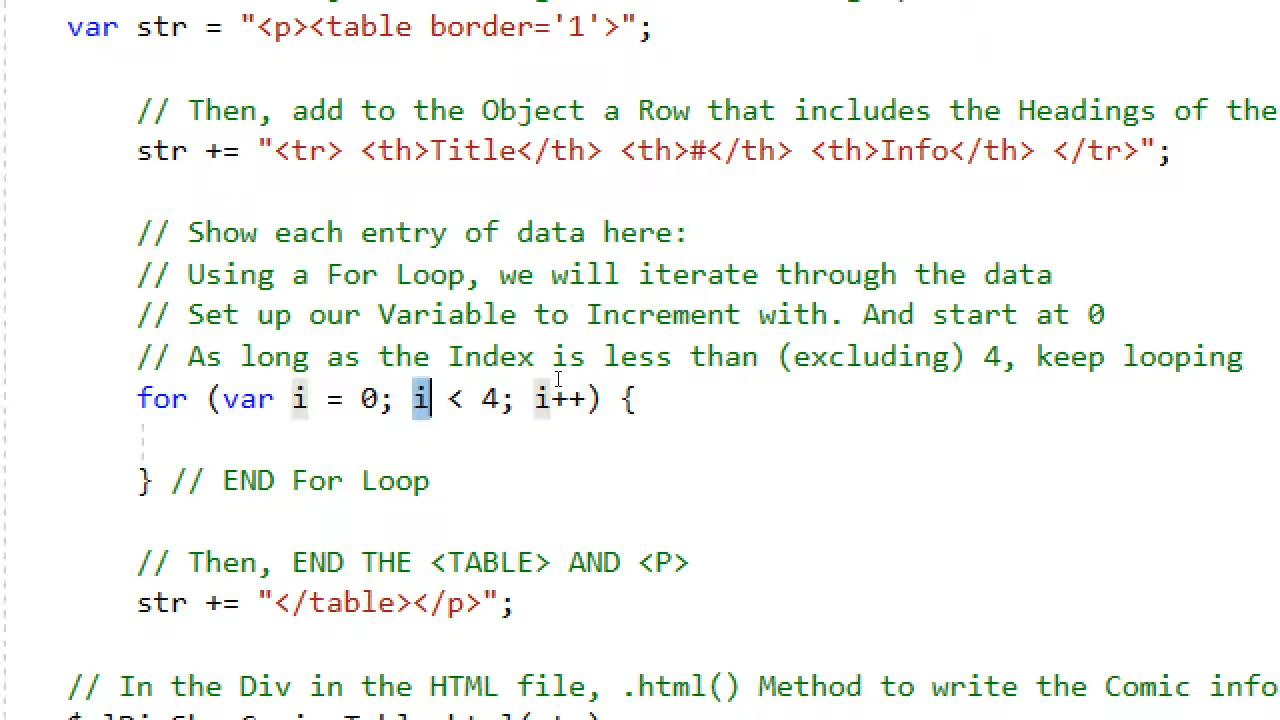 var str = "<p><table border='1'>";
// Then, add to the Object a Row that includes the Headings of the
str += "<tr> <th>Title</th> <th>#</th> <th>Info</th> </tr>";
// Show each entry of data here:
// Using a For Loop, we will iterate through the data
// Set up our Variable to Increment with. And start at 0
// As long as the Index is less than (excluding) 4, keep looping
for (var i = 0; i < 4; i++) {
} // END For Loop
// Then, END THE <TABLE> AND <P>
str += "</table></p>";
// In the Div in the HTML file, .html() Method to write the Comic info